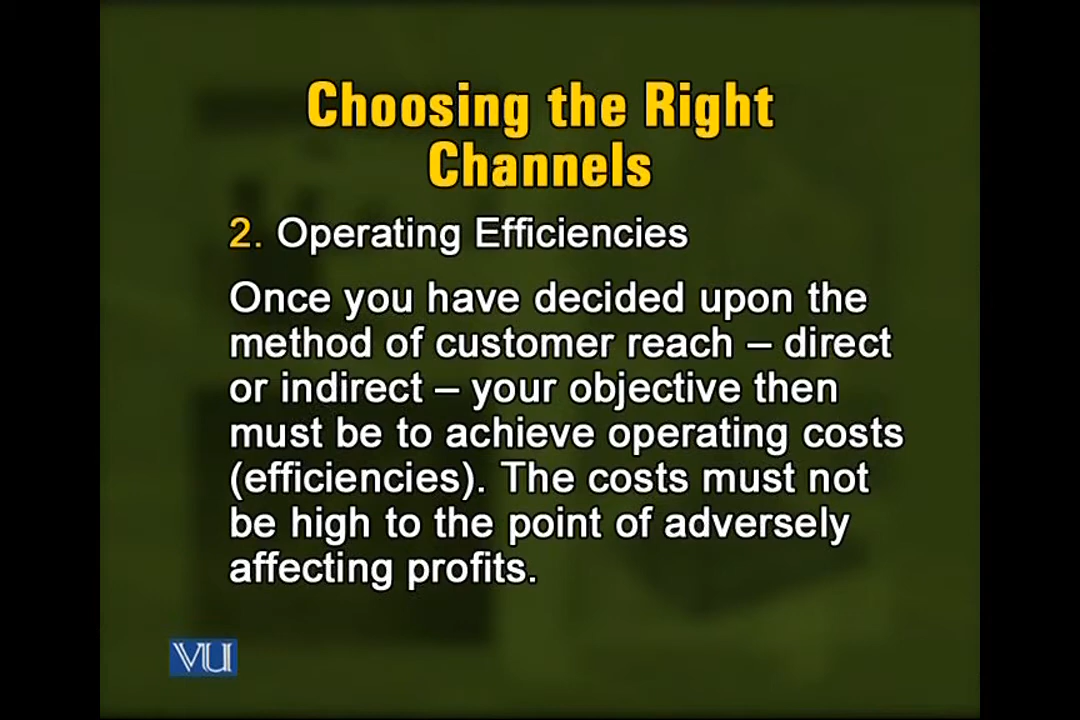 Choosing the Right
Channels
2. Operating Efficiencies
Once you have decided upon the
method of customer reach – direct
or indirect – your objective then
must be to achieve operating costs
(efficiencies). The costs must not
be high to the point of adversely
affecting profits.
VU